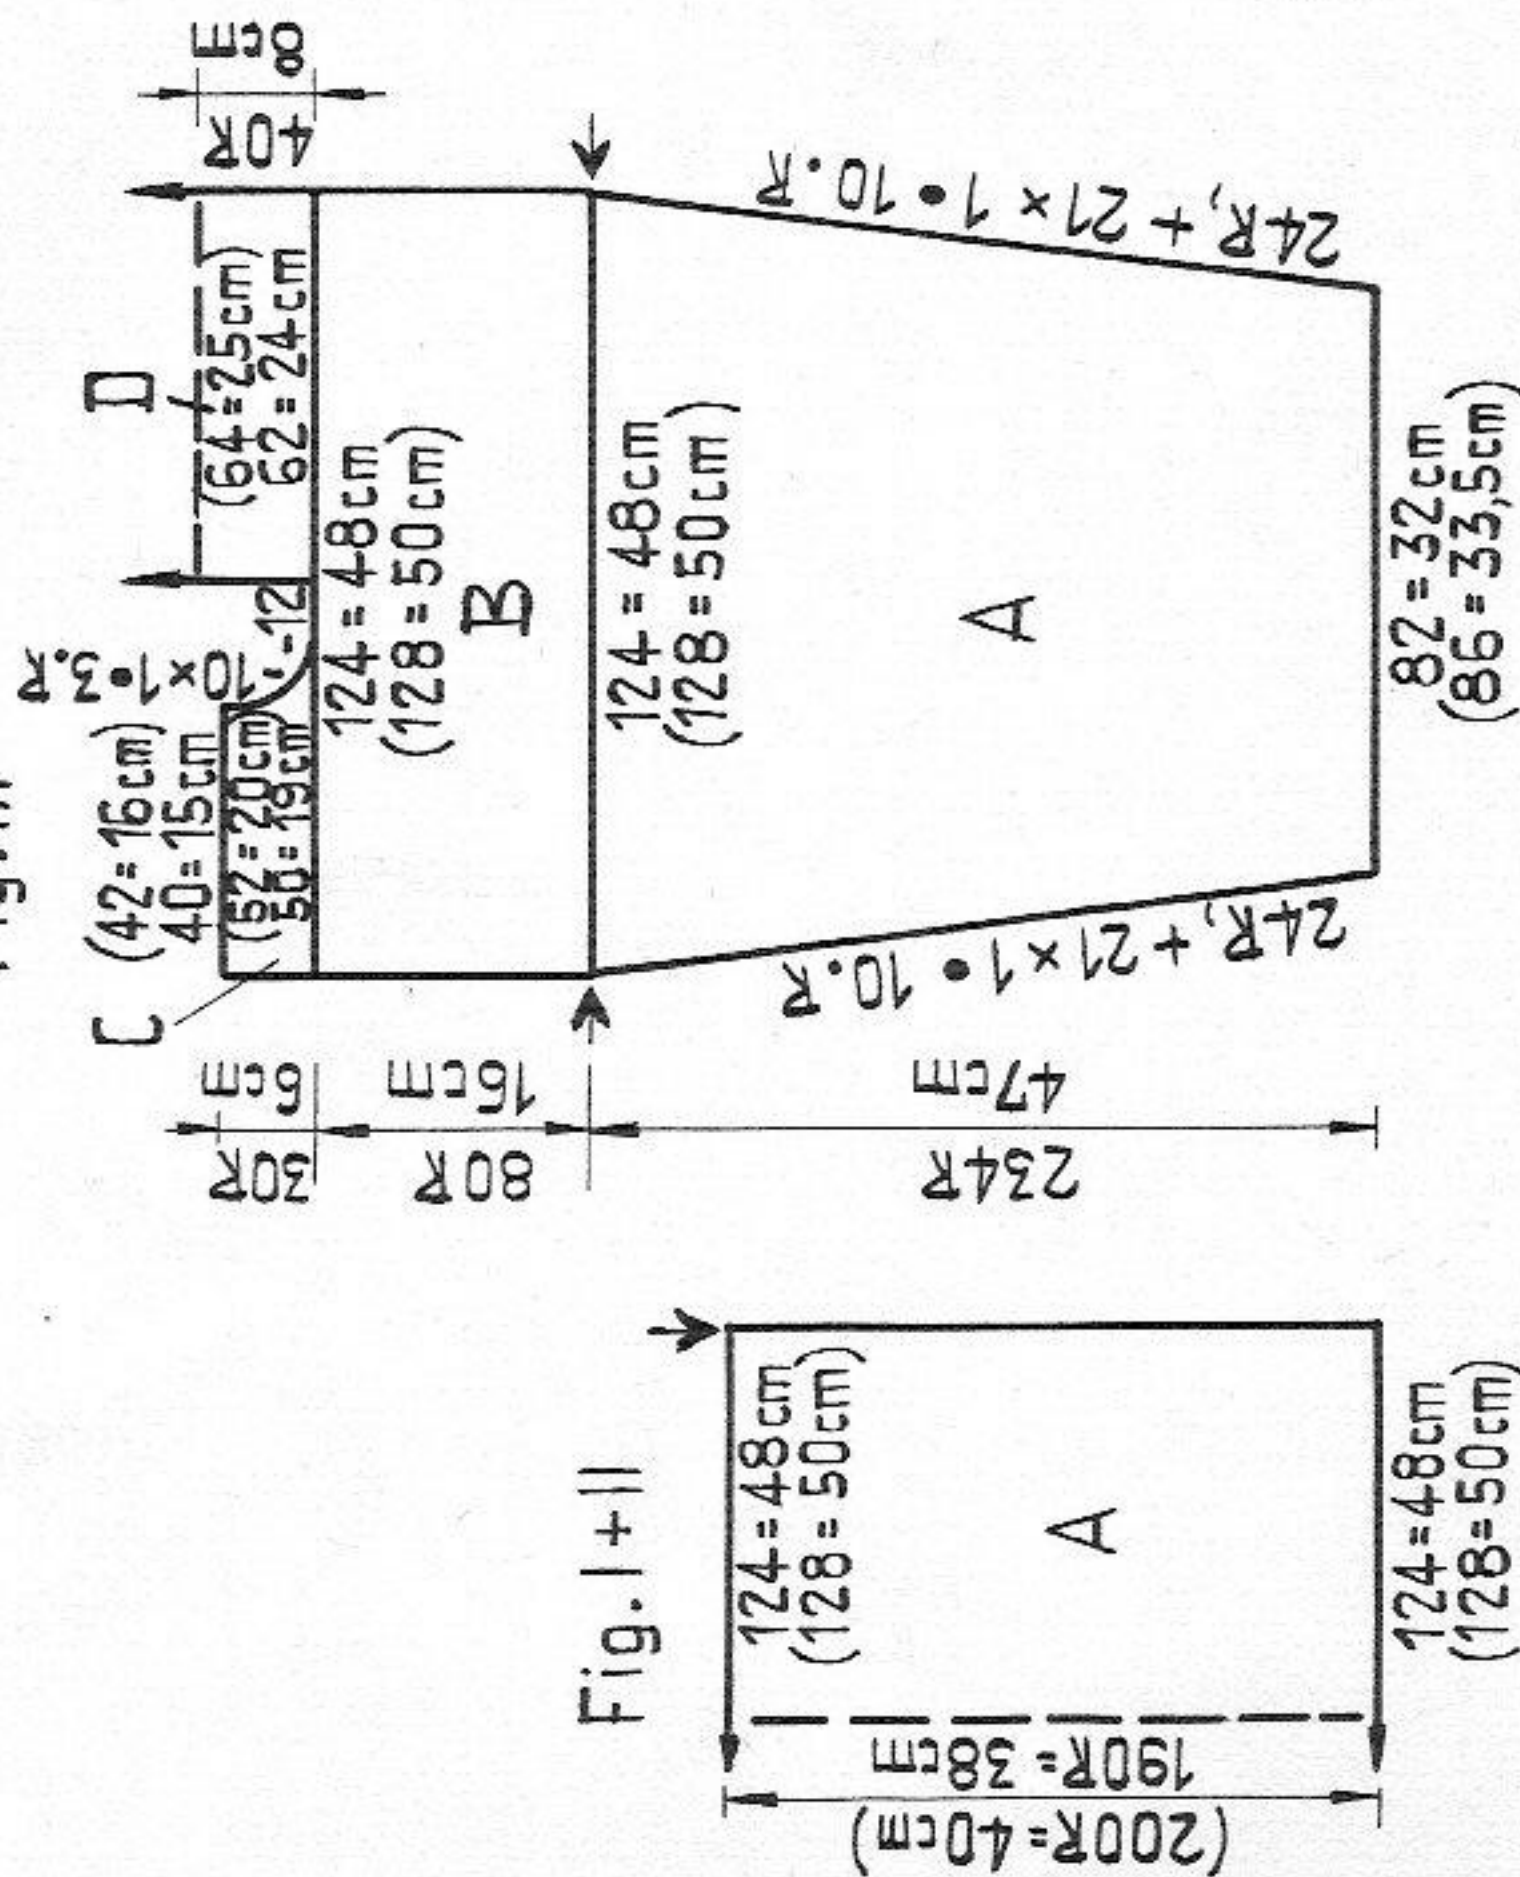 8cm
40R
D
(64=25cm)
62=24cm
10×1•3.R
-12
(42=16cm)
40=15cm
(52=20cm)
50=19cm
C
124=48cm
(128=50cm)
B
30R
6cm
80R
16cm
124=48cm
(128=50cm)
A
24R,+21×1•10.R
24R,+21×1•10.R
234R
47cm
82=32cm
(86=33,5cm)
Fig.I+II
124=48cm
(128=50cm)
A
190R=38cm
(200R=40cm)
124=48cm
(128=50cm)